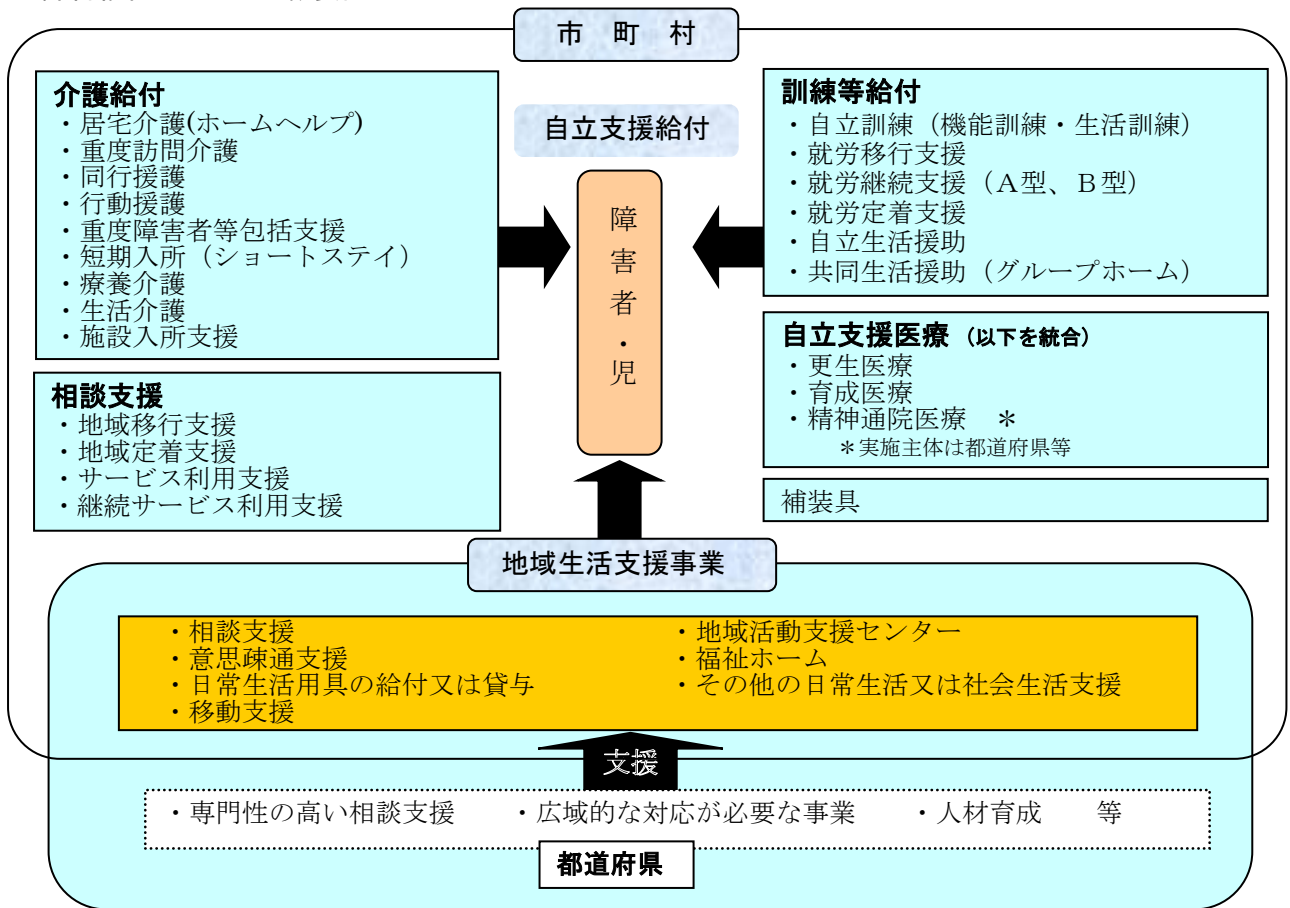 市 町 村
介護給付
・居宅介護(ホームヘルプ)
・重度訪問介護
・同行援護
・行動援護
・重度障害者等包括支援
・短期入所（ショートステイ）
・療養介護
・生活介護
・施設入所支援
相談支援
・地域移行支援
・地域定着支援
・サービス利用支援
・継続サービス利用支援
自立支援給付
障害者・児
訓練等給付
・自立訓練（機能訓練・生活訓練）
・就労移行支援
・就労継続支援（Ａ型、Ｂ型）
・就労定着支援
・自立生活援助
・共同生活援助（グループホーム）
自立支援医療（以下を統合）
・更生医療
・育成医療
・精神通院医療 ＊
＊実施主体は都道府県等
補装具
地域生活支援事業
・相談支援
・意思疎通支援
・日常生活用具の給付又は貸与
・移動支援
・地域活動支援センター
・福祉ホーム
・その他の日常生活又は社会生活支援
支援
・専門性の高い相談支援 ・広域的な対応が必要な事業 ・人材育成 等
都道府県